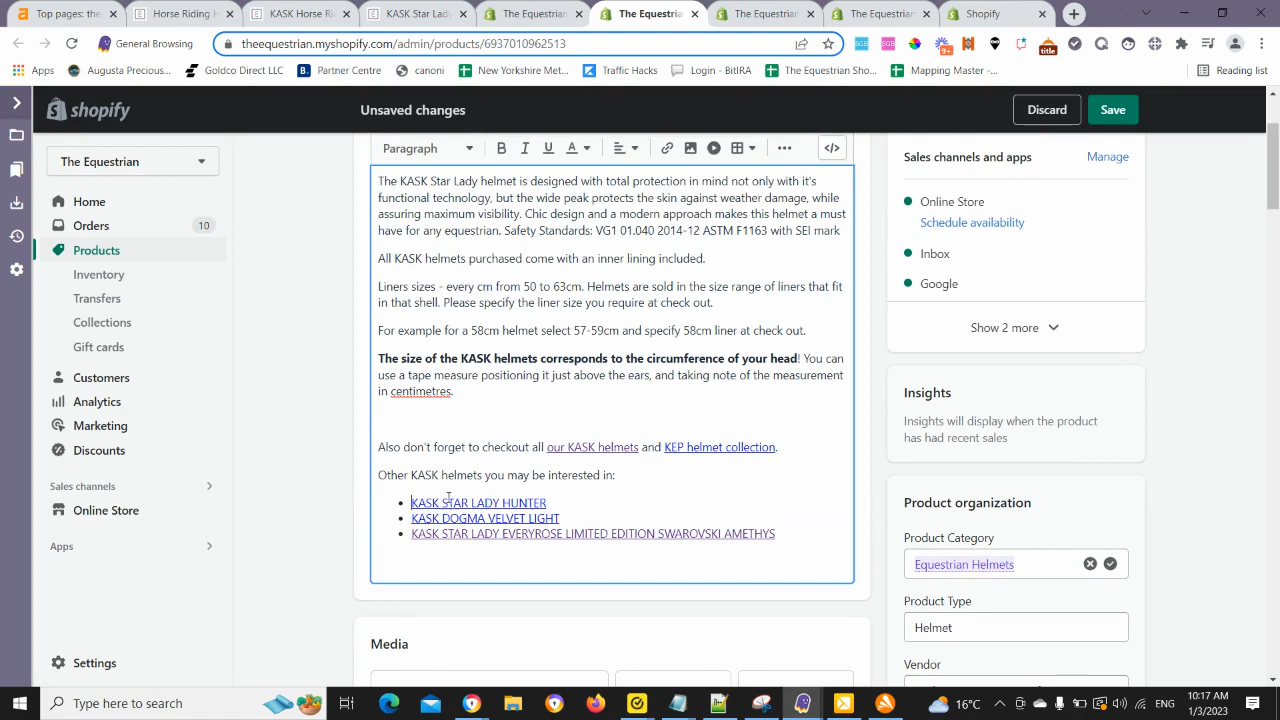 Top pages: the
Horse Riding H
KASK Horse Ri
KASK Star Lady
The Equestrian
The Equestrian
The Equestrian
The Equestrian
Shopify
General Browsing
theequestrian.myshopify.com/admin/products/6937010962513
Apps
Augusta Precious...
Goldco Direct LLC
Partner Centre
canoni
New Yorkshire Met...
Traffic Hacks
Login - BitIRA
The Equestrian Sho...
Mapping Master -...
Reading list
shopify
Unsaved changes
Discard
Save
The Equestrian
Home
Orders
10
Products
Inventory
Transfers
Collections
Gift cards
Customers
Analytics
Marketing
Discounts
Sales channels
Online Store
Apps
Settings
Paragraph
B I U A
The KASK Star Lady helmet is designed with total protection in mind not only with it's
functional technology, but the wide peak protects the skin against weather damage, while
assuring maximum visibility. Chic design and a modern approach makes this helmet a must
have for any equestrian. Safety Standards: VG1 01.040 2014-12 ASTM F1163 with SEI mark
All KASK helmets purchased come with an inner lining included.
Liners sizes - every cm from 50 to 63cm. Helmets are sold in the size range of liners that fit
in that shell. Please specify the liner size you require at check out.
For example for a 58cm helmet select 57-59cm and specify 58cm liner at check out.
The size of the KASK helmets corresponds to the circumference of your head! You can
use a tape measure positioning it just above the ears, and taking note of the measurement
in centimetres.
Also don't forget to checkout all our KASK helmets and KEP helmet collection.
Other KASK helmets you may be interested in:
KASK STAR LADY HUNTER
KASK DOGMA VELVET LIGHT
KASK STAR LADY EVERYROSE LIMITED EDITION SWAROVSKI AMETHYS
Media
Sales channels and apps
Manage
Online Store
Schedule availability
Inbox
Google
Show 2 more
Insights
Insights will display when the product
has had recent sales
Product organization
Product Category
Equestrian Helmets
Product Type
Helmet
Vendor
Type here to search
16°C
ENG
10:17 AM
1/3/2023